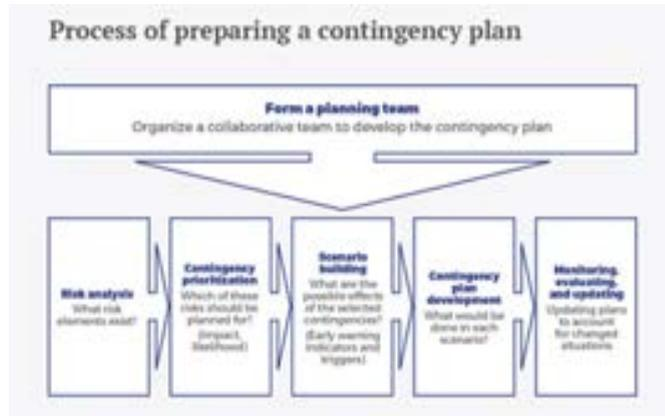 Process of preparing a contingency plan
Form a planning team
Organize a collaborative team to develop the contingency plan
Risk analysis
What risk
elements exist?
Contingency
prioritization
Which of these
risks should be
planned for?
(impact,
likelihood)
Scenario
building
What are the
possible effects
of the selected
contingencies?
(Early warning
indicators and
triggers)
Contingency
plan
development
What would be
done in each
scenario?
Monitoring,
evaluating,
and updating
Updating plans
to account
for changed
situations